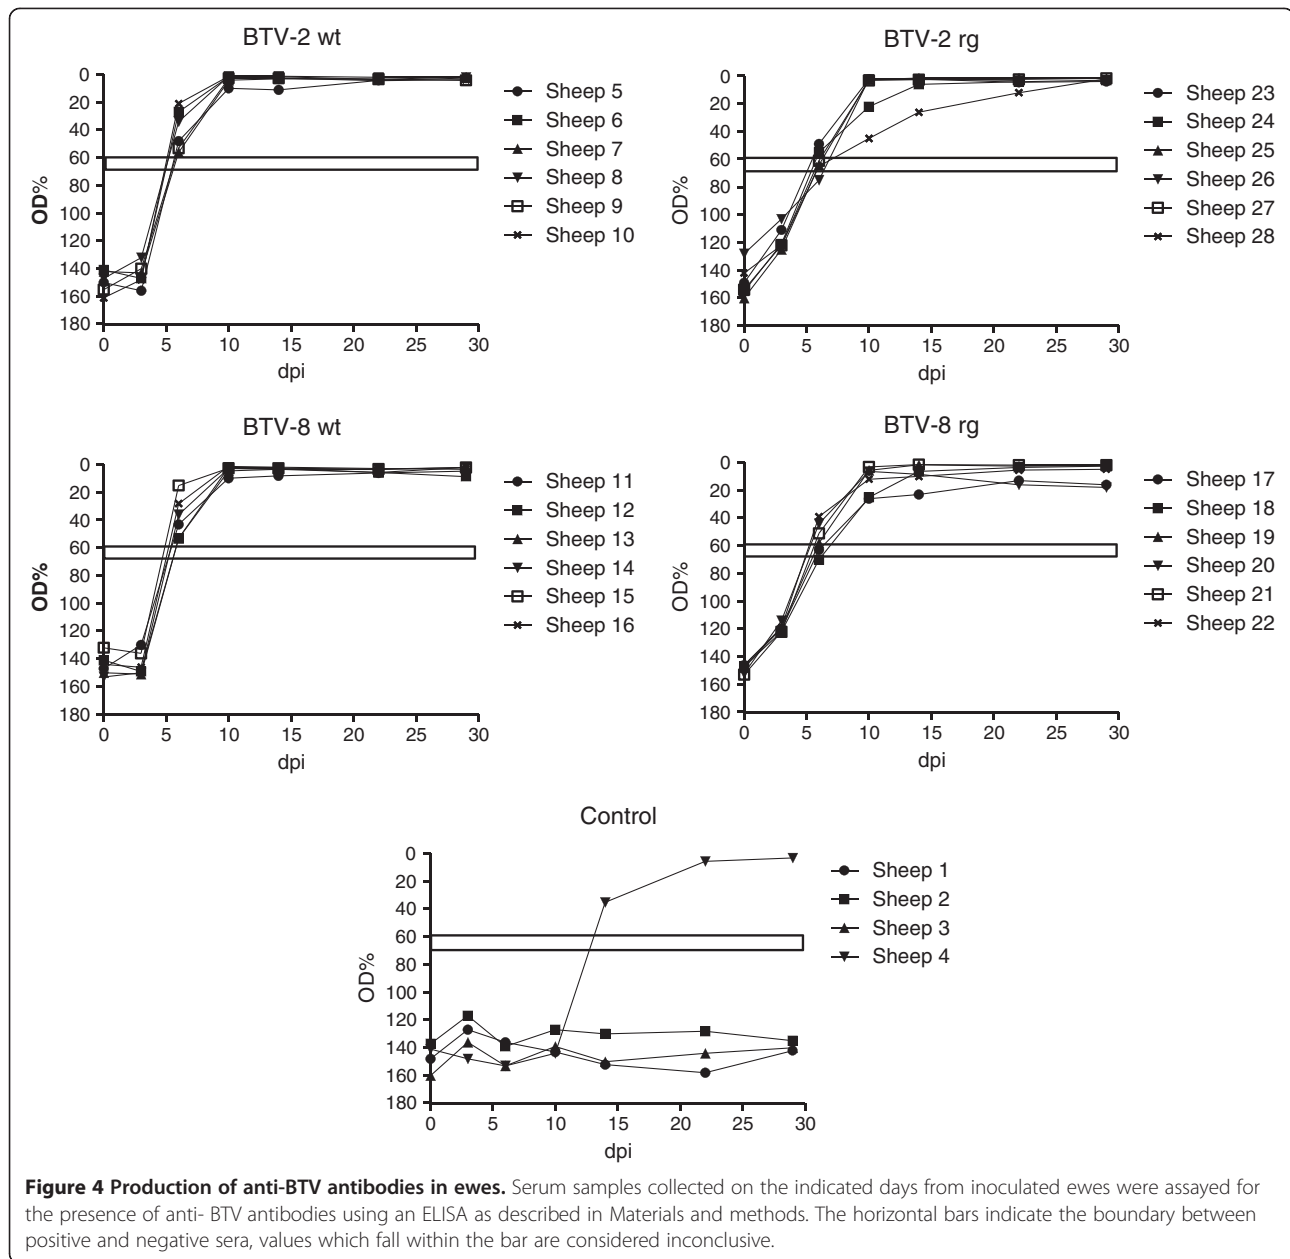 BTV-2 wt
0
20
40
60
80
100
120
140
160
180
OD%
0 5 10 15 20 25 30
dpi
Sheep 5
Sheep 6
Sheep 7
Sheep 8
Sheep 9
Sheep 10
BTV-2 rg
0
20
40
60
80
100
120
140
160
180
OD%
0 5 10 15 20 25 30
dpi
Sheep 23
Sheep 24
Sheep 25
Sheep 26
Sheep 27
Sheep 28
BTV-8 wt
0
20
40
60
80
100
120
140
160
180
OD%
0 5 10 15 20 25 30
dpi
Sheep 11
Sheep 12
Sheep 13
Sheep 14
Sheep 15
Sheep 16
BTV-8 rg
0
20
40
60
80
100
120
140
160
180
OD%
0 5 10 15 20 25 30
dpi
Sheep 17
Sheep 18
Sheep 19
Sheep 20
Sheep 21
Sheep 22
Control
0
20
40
60
80
100
120
140
160
180
OD%
0 5 10 15 20 25 30
dpi
Sheep 1
Sheep 2
Sheep 3
Sheep 4
Figure 4 Production of anti-BTV antibodies in ewes. Serum samples collected on the indicated days from inoculated ewes were assayed for
the presence of anti- BTV antibodies using an ELISA as described in Materials and methods. The horizontal bars indicate the boundary between
positive and negative sera, values which fall within the bar are considered inconclusive.